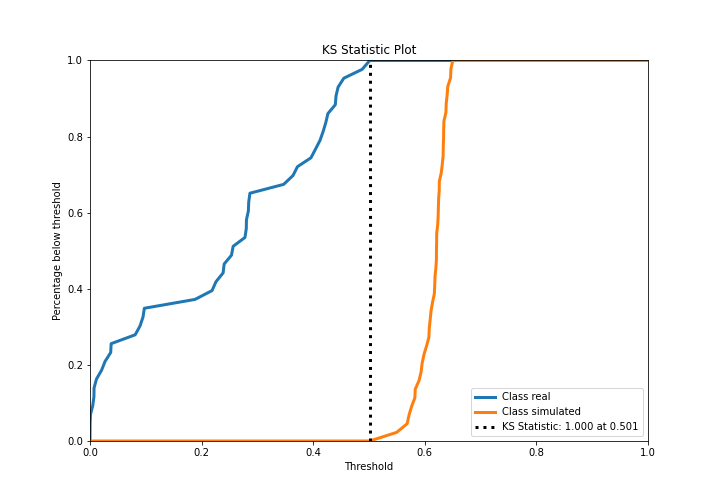 KS Statistic Plot
Percentage below threshold
1.0
0.8
0.6
0.4
0.2
0.0
0.0 0.2 0.4 0.6 0.8 1.0
Threshold
Class real
Class simulated
KS Statistic: 1.000 at 0.501